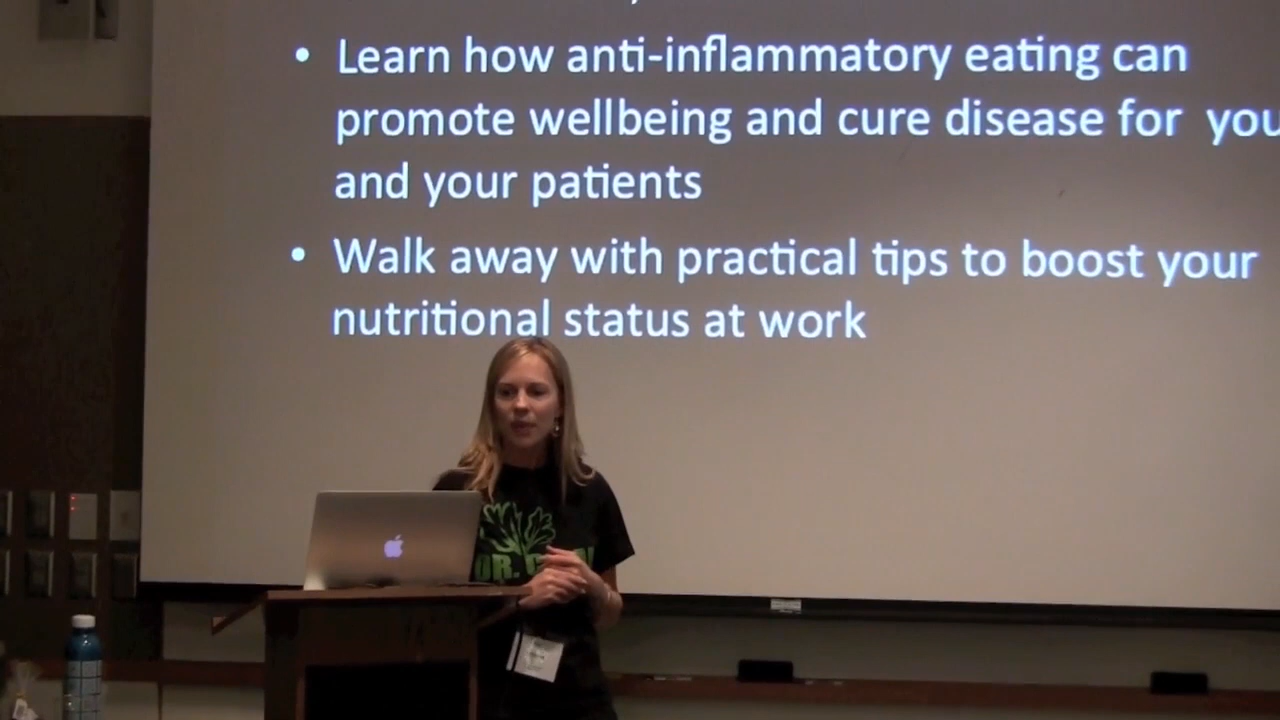 • Learn how anti-inflammatory eating can
promote wellbeing and cure disease for you
and your patients
• Walk away with practical tips to boost your
nutritional status at work